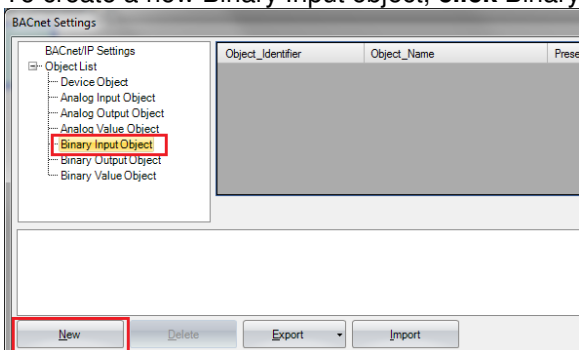 To create a new Binary Input object, click Binary
BACnet Settings
BACnet/IP Settings
Object List
Device Object
Analog Input Object
Analog Output Object
Analog Value Object
Binary Input Object
Binary Output Object
Binary Value Object
Object_Identifier Object_Name Prese
New Delete Export Import